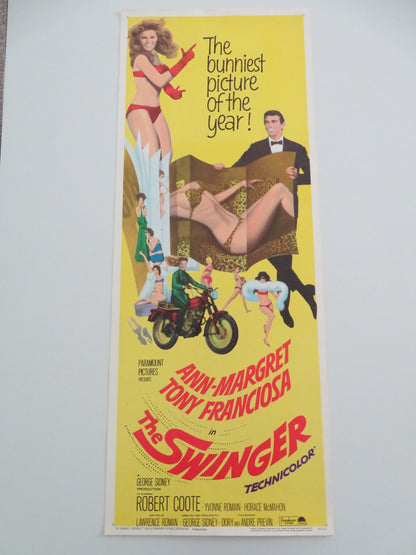 The
bunniest
picture
of the
year!
PARAMOUNT
PICTURES
PRESENTS
ANN-MARGRET
TONY FRANCIOSA
in
The SWINGER
TECHNICOLOR®
A
GEORGE SIDNEY
PRODUCTION
ROBERT COOTE · YVONNE ROMAIN · HORACE McMAHON
LAWRENCE ROMAN · GEORGE SIDNEY · DORY and ANDRE PREVIN